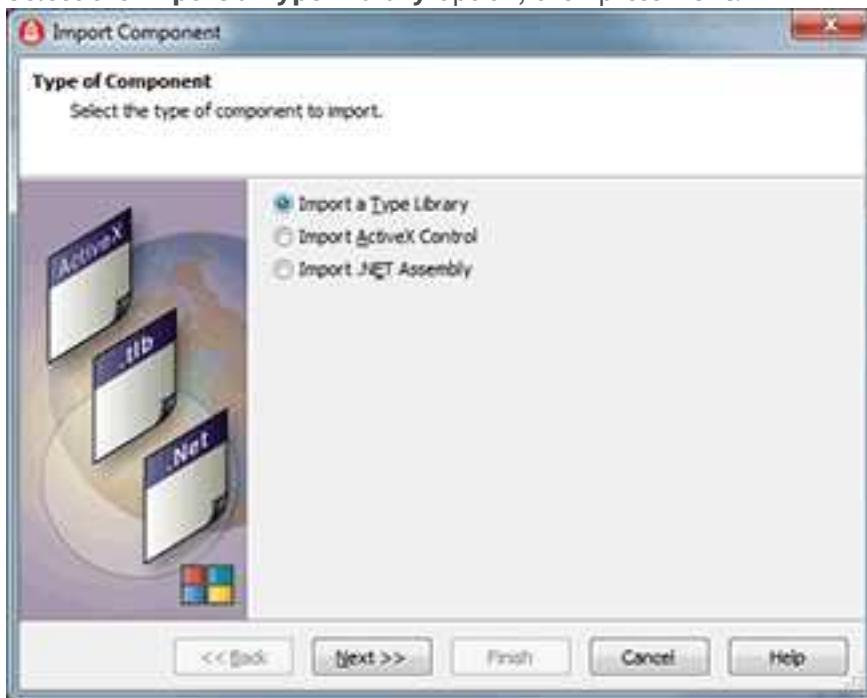 Import Component
Type of Component
Select the type of component to import.
ActiveX
.tlb
.Net
Import a Type Library
Import ActiveX Control
Import .NET Assembly
<< Back
Next >>
Finish
Cancel
Help